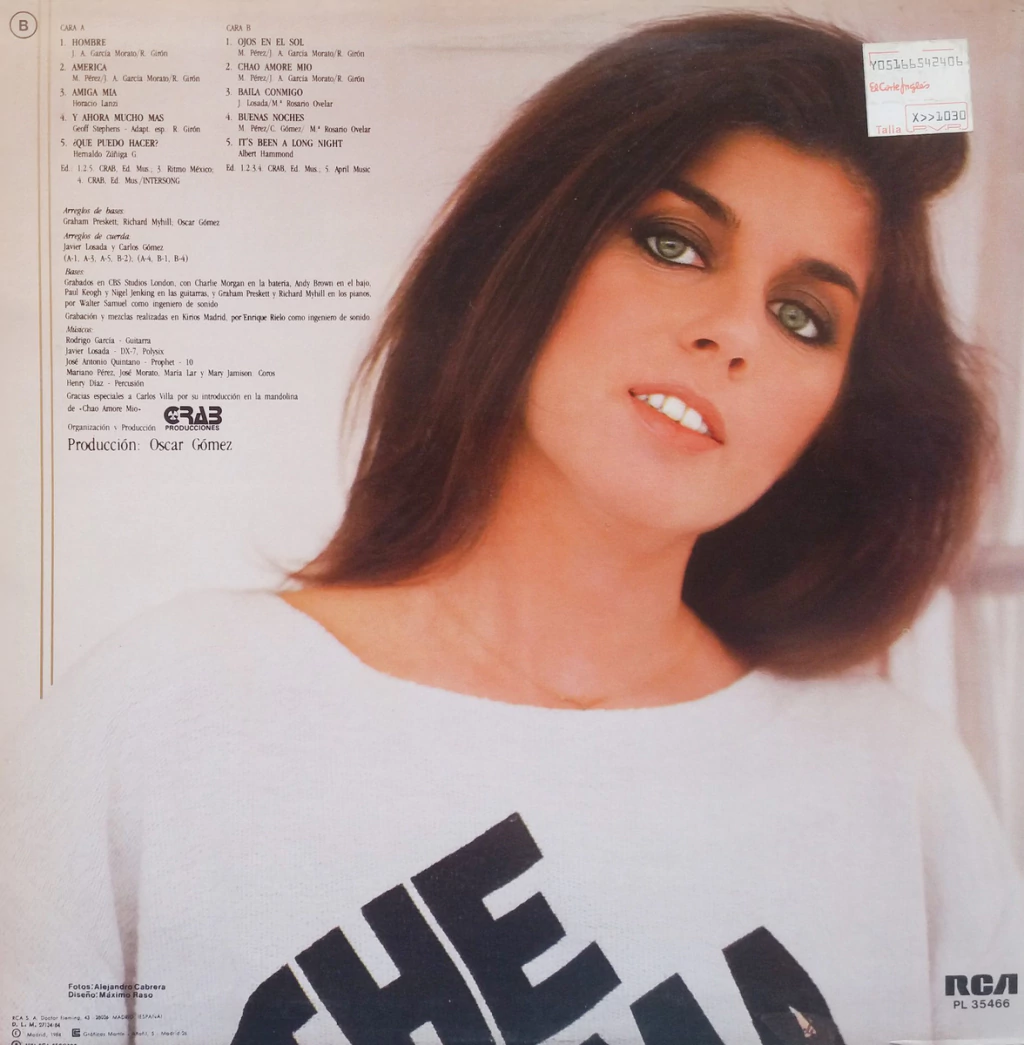 B
CARA A
1. HOMBRE
J. A. García Morato/R. Girón
2. AMERICA
M. Pérez/J. A. García Morato/R. Girón
3. AMIGA MIA
Horacio Lanzi
4. Y AHORA MUCHO MAS
Geoff Stephens - Adapt. esp. R. Girón
5. ¿QUE PUEDO HACER?
Hernaldo Zúñiga G
Ed.: 1.2.5. CRAB, Ed. Mus.; 3. Ritmo México;
4. CRAB, Ed. Mus./INTERSONG
CARA B
1. OJOS EN EL SOL
M. Pérez/J. A. García Morato/R. Girón
2. CHAO AMORE MIO
M. Pérez/J. A. García Morato/R. Girón
3. BAILA CONMIGO
J. Losada/M.ª Rosario Ovelar
4. BUENAS NOCHES
M. Pérez/C. Gómez/ M.ª Rosario Ovelar
5. IT'S BEEN A LONG NIGHT
Albert Hammond
Ed. 1.2.3.4. CRAB, Ed. Mus.; 5. April Music
Arreglos de bases:
Graham Preskett, Richard Myhill, Oscar Gómez
Arreglos de cuerda:
Javier Losada y Carlos Gómez
(A-1, A-3, A-5, B-2); (A-4, B-1, B-4)
Bases:
Grabados en CBS Studios London, con Charlie Morgan en la batería, Andy Brown en el bajo,
Paul Keogh y Nigel Jenking en las guitarras, y Graham Preskett y Richard Myhill en los pianos,
por Walter Samuel como ingeniero de sonido
Grabación y mezclas realizadas en Kirios Madrid, por Enrique Rielo como ingeniero de sonido.
Músicos:
Rodrigo García - Guitarra
Javier Losada - DX-7, Polysix
José Antonio Quintano - Prophet - 10
Mariano Pérez, José Morato, María Lar y Mary Jamison. Coros
Henry Díaz - Percusión
Gracias especiales a Carlos Villa por su introducción en la mandolina
de «Chao Amore Mio»
Organización y Producción CRAB PRODUCCIONES
Producción: Oscar Gómez
Y05166542406
El Corte Inglés
X>>1030
Talla
THE
Fotos: Alejandro Cabrera
Diseño: Máximo Raso
RCA S. A. Doctor Fleming, 43 - 28036 MADRID (ESPAÑA)
D. L. M.
RCA
PL 35466